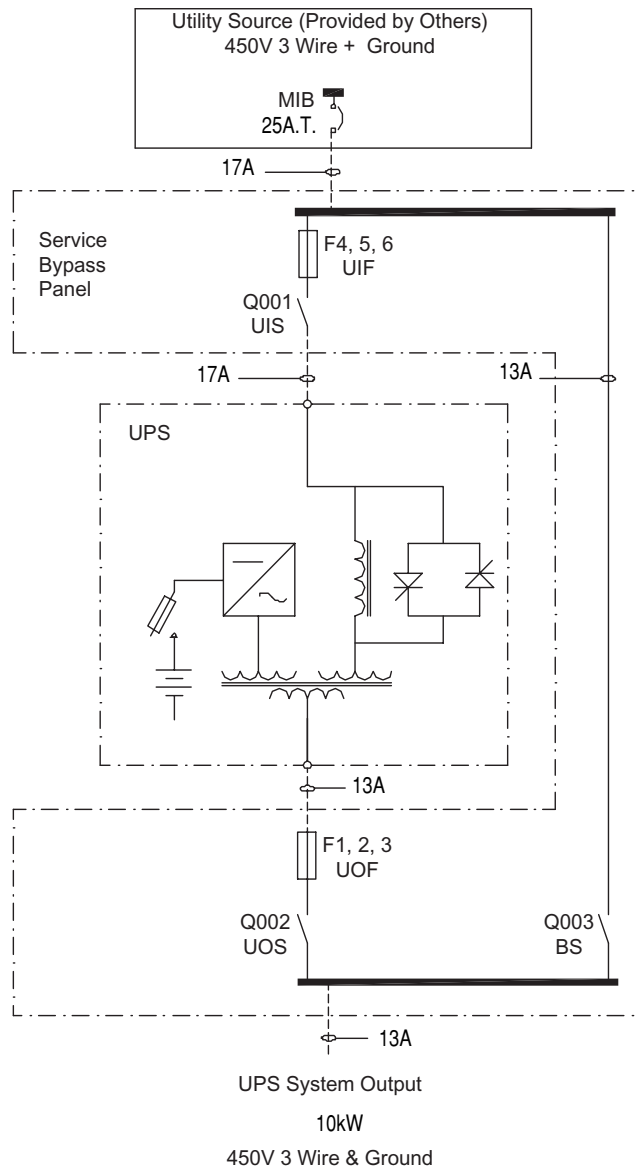 Utility Source (Provided by Others)
450V 3 Wire + Ground
MIB
25A.T.
17A
Service
Bypass
Panel
F4, 5, 6
UIF
Q001
UIS
17A
13A
UPS
13A
F1, 2, 3
UOF
Q002
UOS
Q003
BS
13A
UPS System Output
10kW
450V 3 Wire & Ground